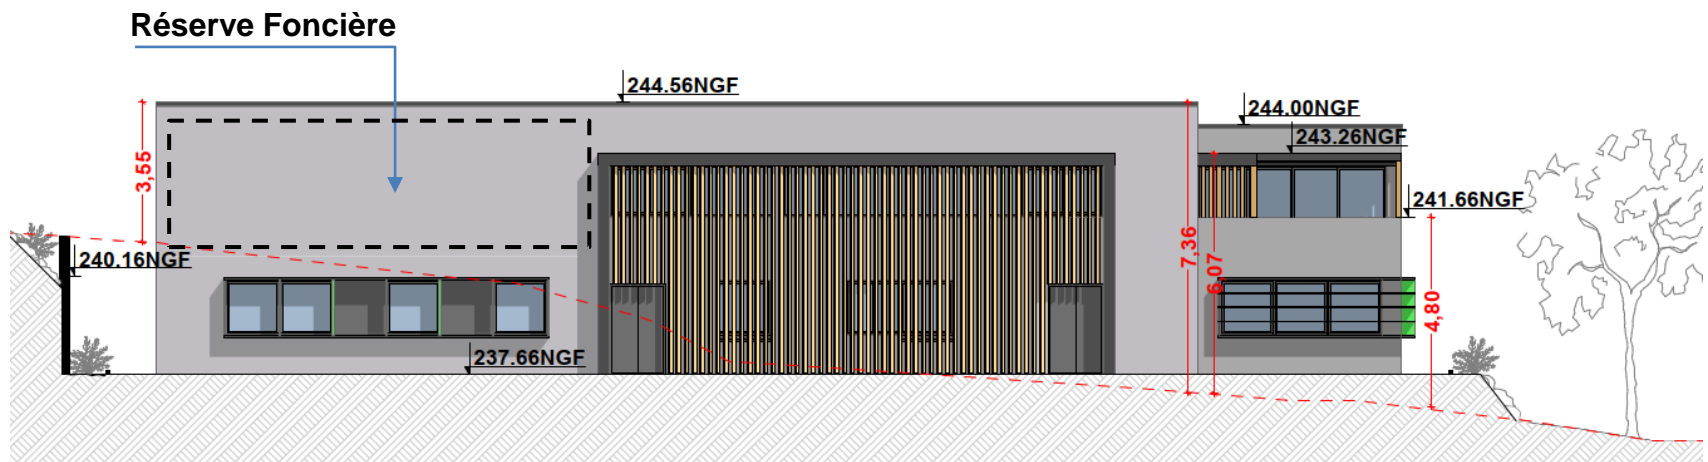 Réserve Foncière
244.56NGF
244.00NGF
243.26NGF
3,55
241.66NGF
240.16NGF
7,36
6,07
4,80
237.66NGF